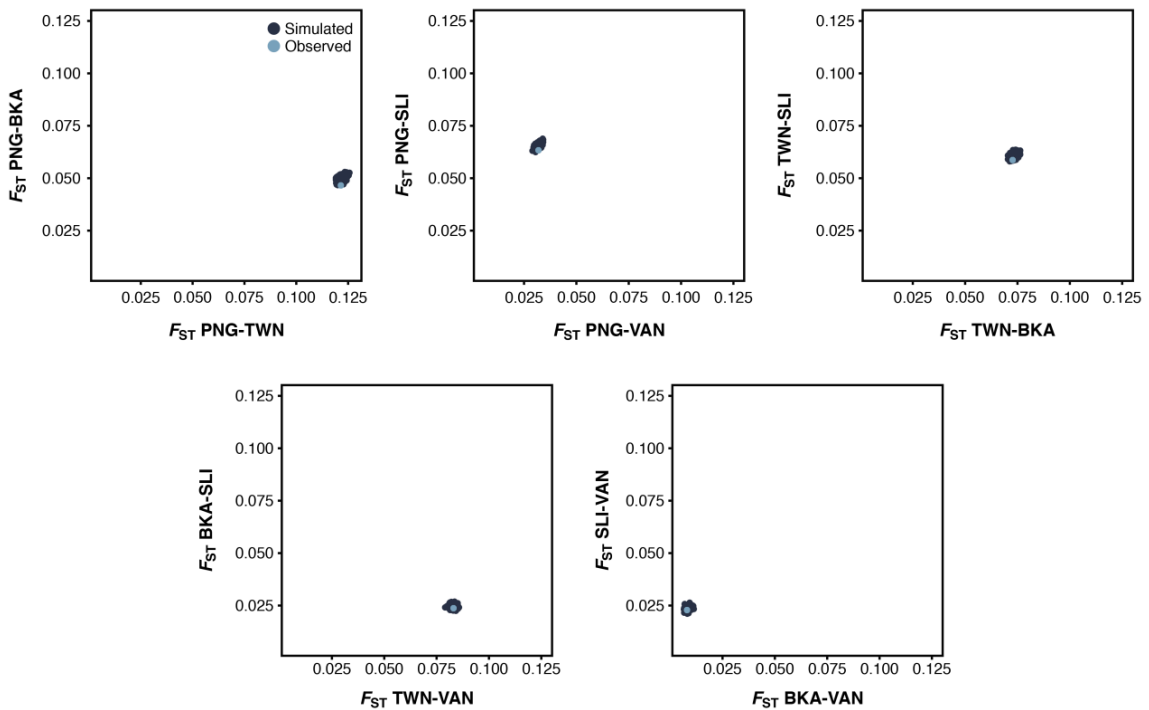 Simulated
Observed
0.125
0.100
0.075
0.050
0.025
FST PNG-BKA
0.025 0.050 0.075 0.100 0.125
FST PNG-TWN
0.125
0.100
0.075
0.050
0.025
FST PNG-SLI
0.025 0.050 0.075 0.100 0.125
FST PNG-VAN
0.125
0.100
0.075
0.050
0.025
FST TWN-SLI
0.025 0.050 0.075 0.100 0.125
FST TWN-BKA
0.125
0.100
0.075
0.050
0.025
FST BKA-SLI
0.025 0.050 0.075 0.100 0.125
FST TWN-VAN
0.125
0.100
0.075
0.050
0.025
FST SLI-VAN
0.025 0.050 0.075 0.100 0.125
FST BKA-VAN